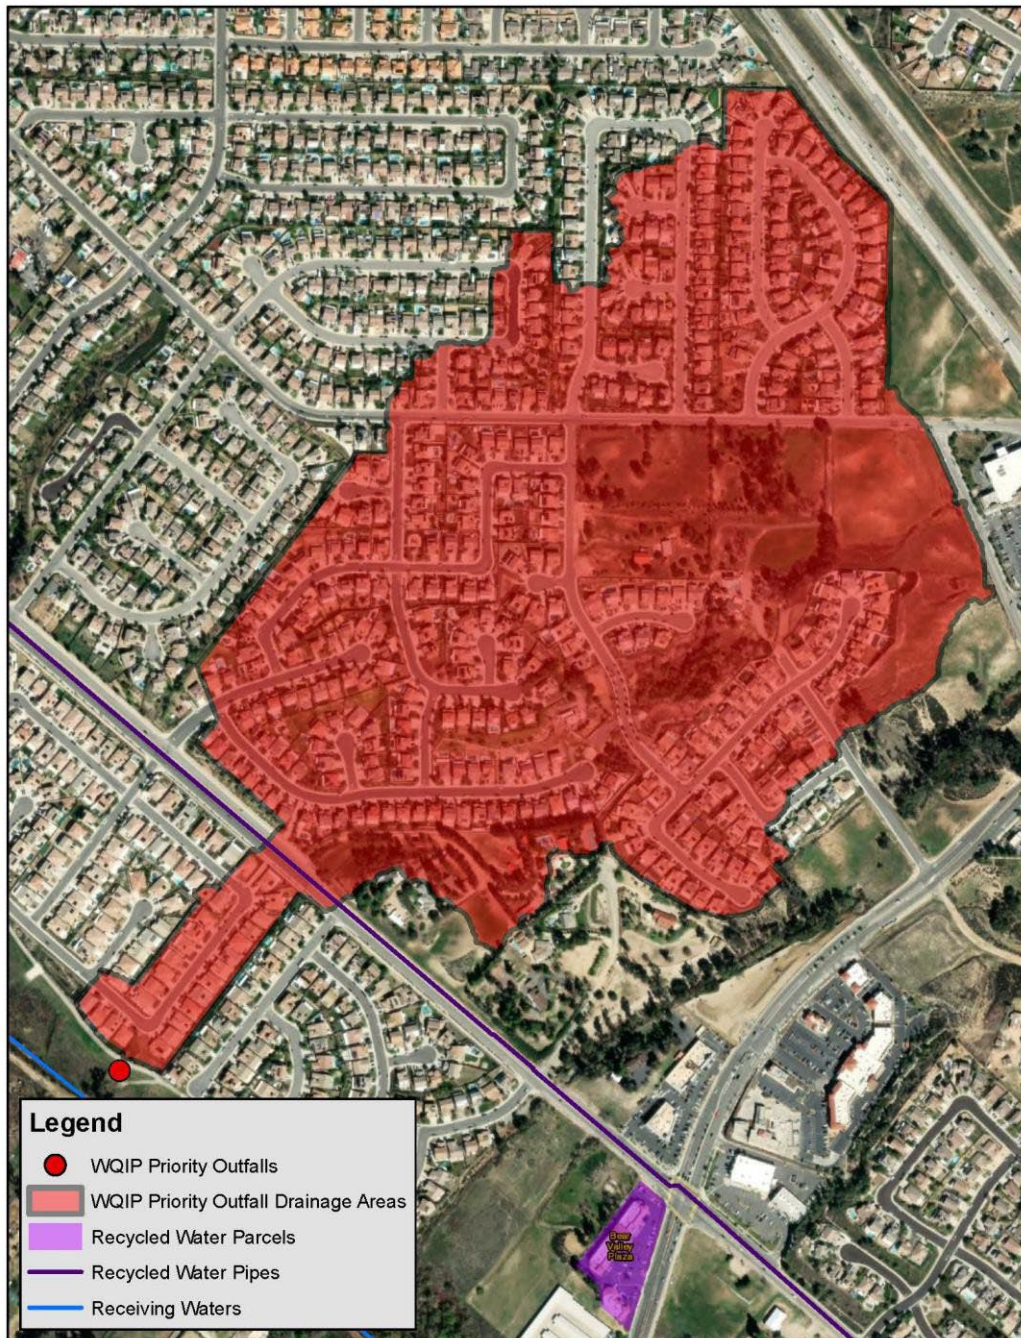 Bear
Valley
Plaza
Legend
WQIP Priority Outfalls
WQIP Priority Outfall Drainage Areas
Recycled Water Parcels
Recycled Water Pipes
Receiving Waters